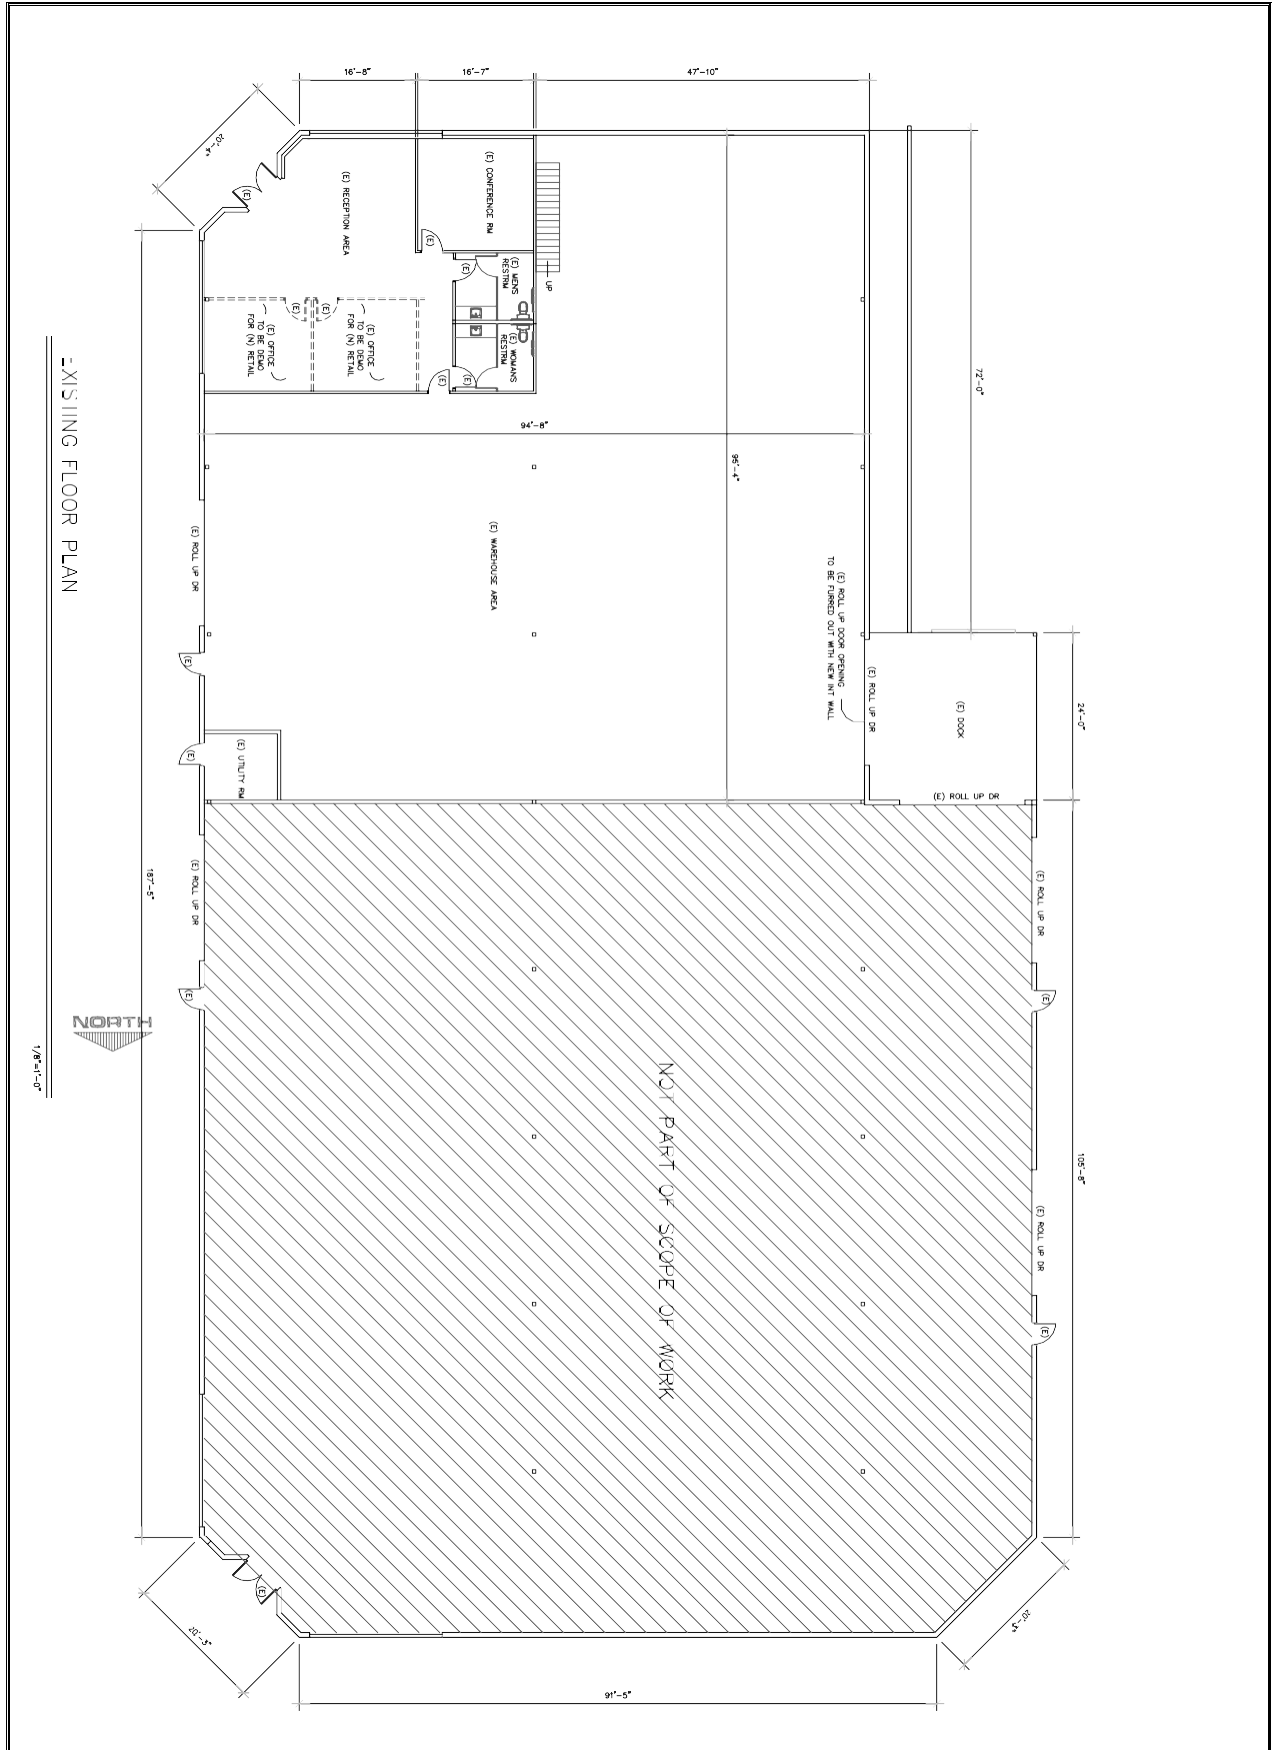 16'-8"
16'-7"
47'-10"
20'-4"
(E)
(E) RECEPTION AREA
(E) CONFERENCE RM
(E)
(E)
(E) MENS
RESTRM
UP
(E)
(E)
(E) OFFICE
TO BE DEMO
FOR (N) RETAIL
(E) OFFICE
TO BE DEMO
FOR (N) RETAIL
(E) WOMAN'S
RESTRM
(E)
(E)
72'-0"
94'-8"
95'-4"
EXISTING FLOOR PLAN
(E) ROLL UP DR
(E) WAREHOUSE AREA
(E) ROLL UP DOOR OPENING
TO BE FURRED OUT WITH NEW INT WALL
(E)
(E) ROLL UP DR
(E) DOCK
24'-0"
(E)
(E) UTILITY RM
(E) ROLL UP DR
187'-5"
(E) ROLL UP DR
(E) ROLL UP DR
(E)
(E)
NORTH
1/8"=1'-0"
NOT PART OF SCOPE OF WORK
105'-8"
(E) ROLL UP DR
(E)
(E)
20'-3"
20'-3"
91'-5"